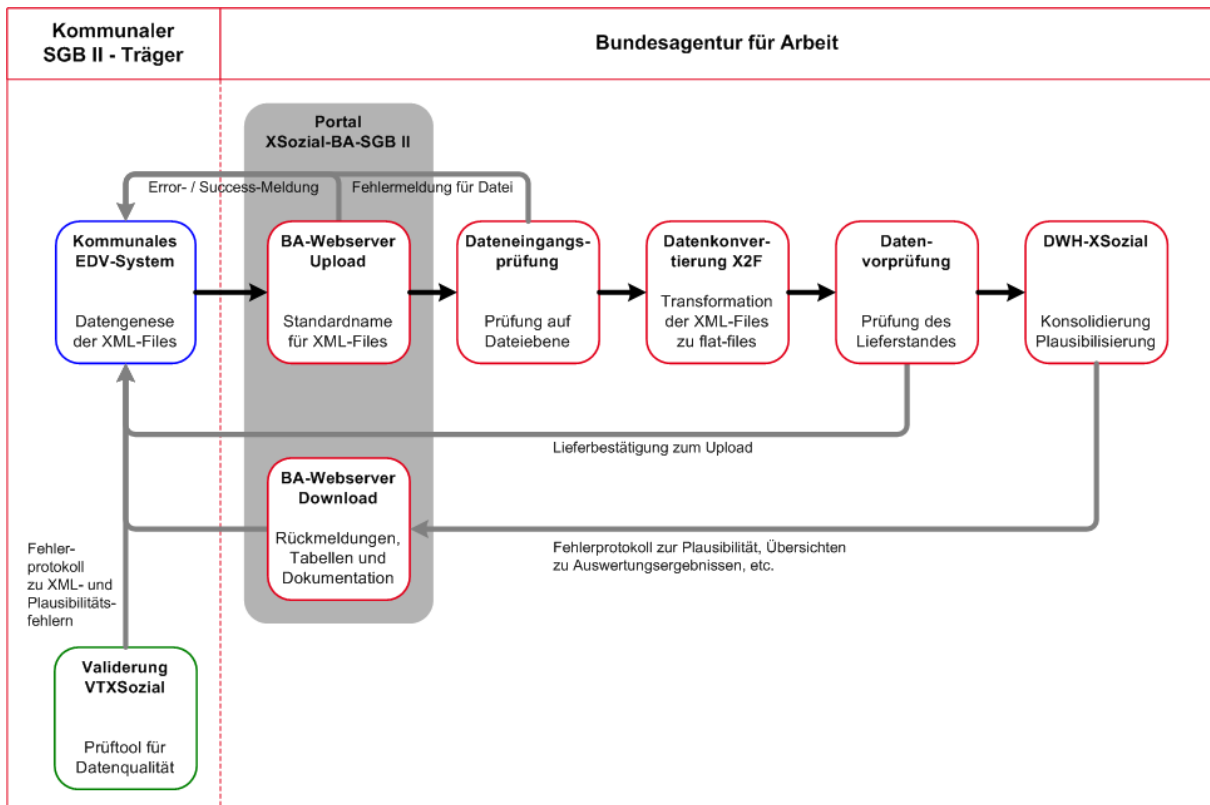 Kommunaler
SGB II - Träger
Bundesagentur für Arbeit
Portal
XSozial-BA-SGB II
Error- / Success-Meldung
Fehlermeldung für Datei
Kommunales
EDV-System
Datengenese
der XML-Files
BA-Webserver
Upload
Standardname
für XML-Files
Dateneingangs-
prüfung
Prüfung auf
Dateiebene
Datenkonver-
tierung X2F
Transformation
der XML-Files
zu flat-files
Daten-
vorprüfung
Prüfung des
Lieferstandes
DWH-XSozial
Konsolidierung
Plausibilisierung
Lieferbestätigung zum Upload
BA-Webserver
Download
Rückmeldungen,
Tabellen und
Dokumentation
Fehlerprotokoll zur Plausibilität, Übersichten
zu Auswertungsergebnissen, etc.
Fehler-
protokoll
zu XML- und
Plausibilitäts-
fehlern
Validerung
VTXSozial
Prüftool für
Datenqualität